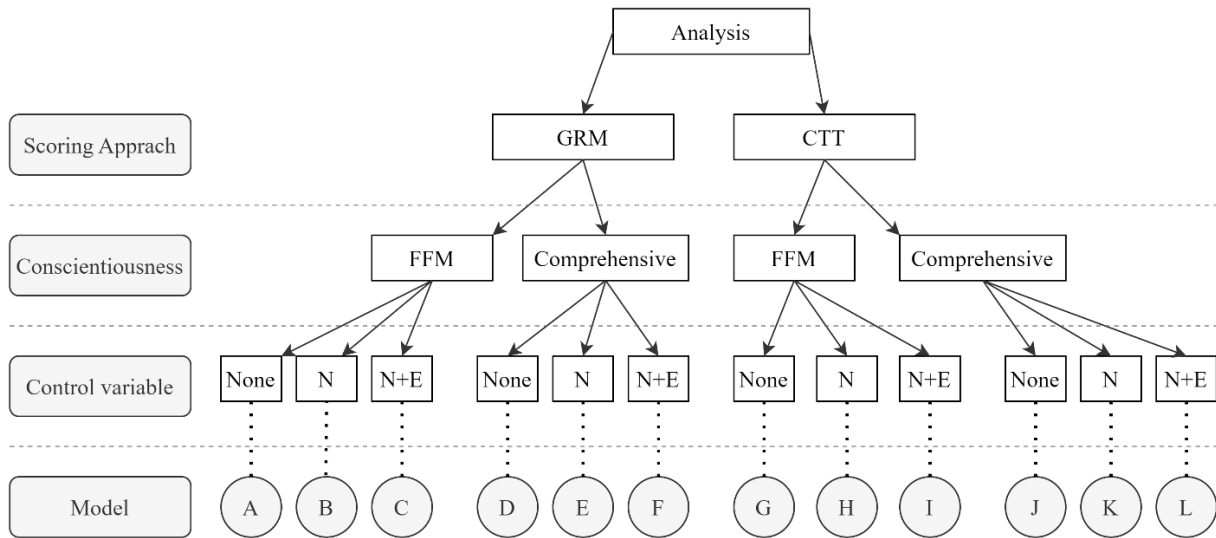 Analysis
Scoring Apprach
GRM
CTT
Conscientiousness
FFM
Comprehensive
FFM
Comprehensive
Control variable
None
N
N+E
None
N
N+E
None
N
N+E
None
N
N+E
Model
A
B
C
D
E
F
G
H
I
J
K
L